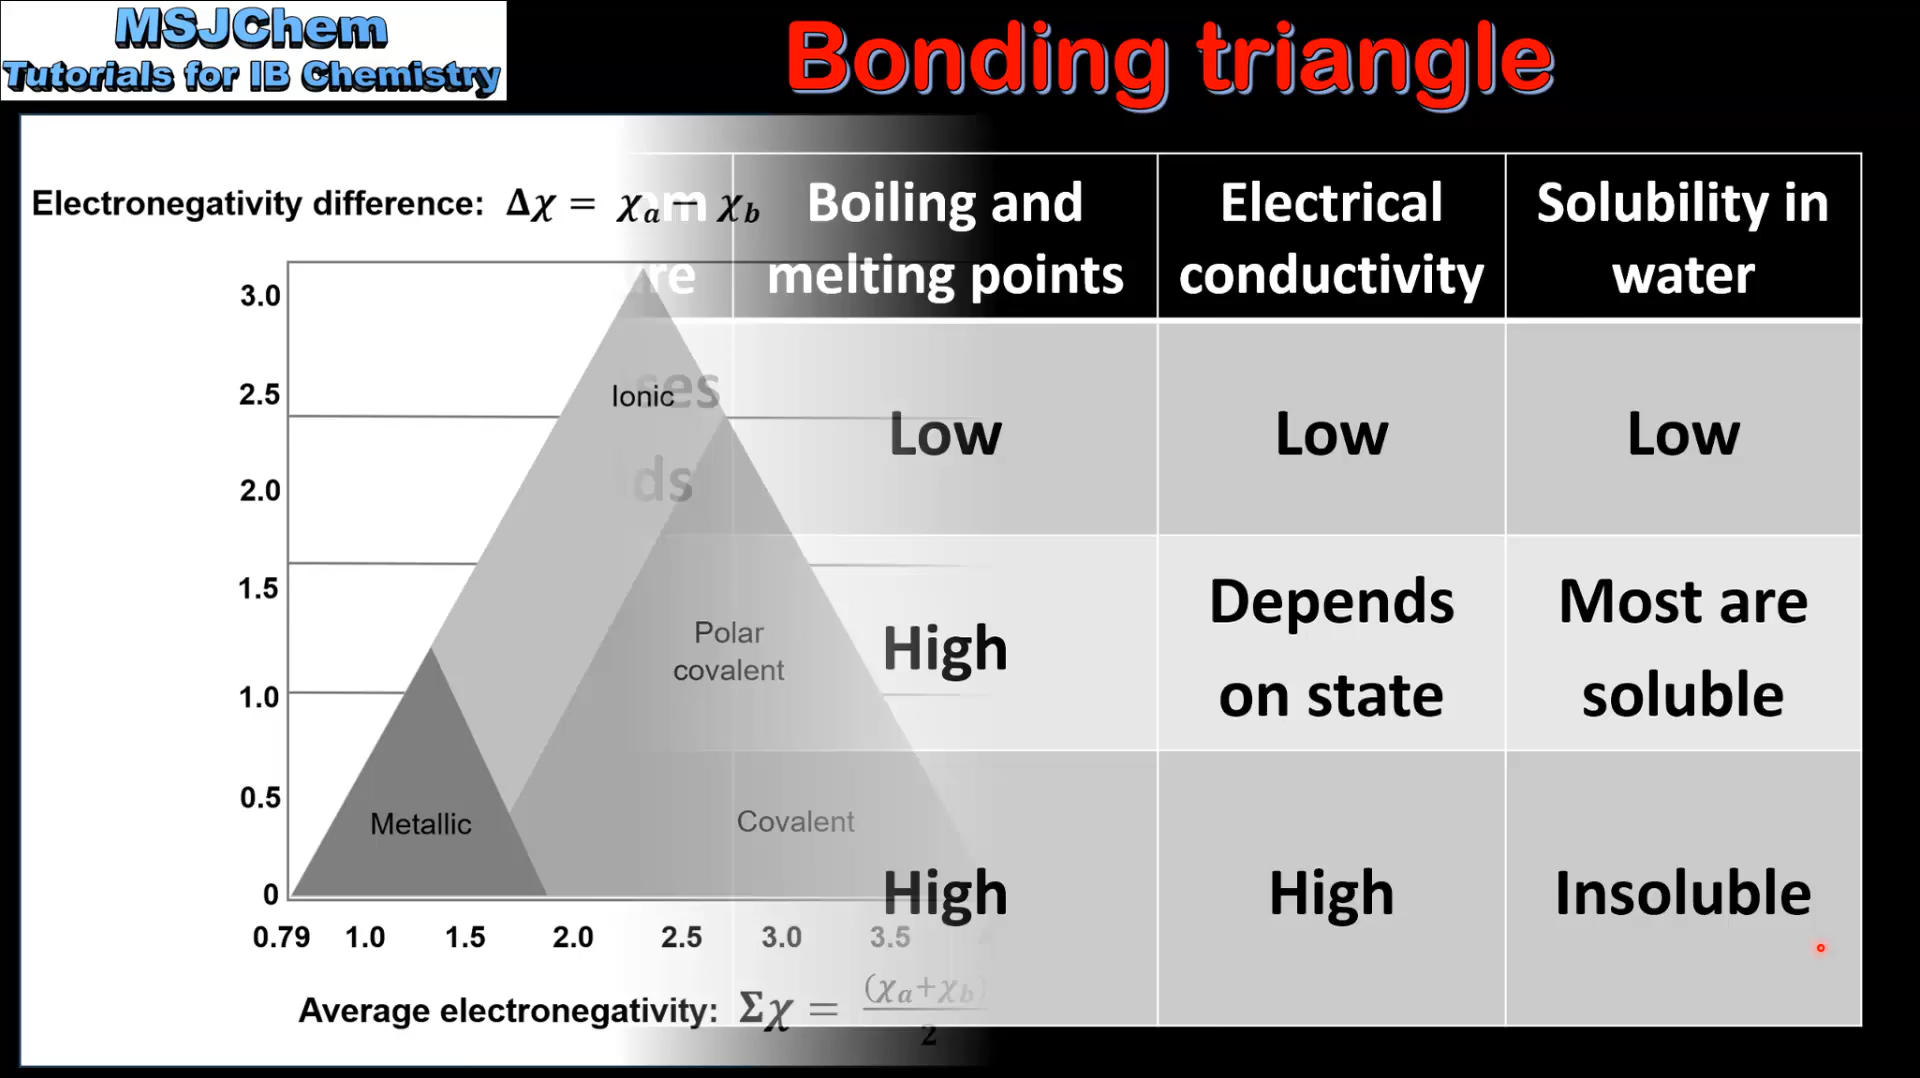 MSJChem
Tutorials for IB Chemistry
Bonding triangle
Electronegativity difference: Δχ = χa − χb
3.0
2.5
2.0
1.5
1.0
0.5
0
Ionic
Polar
covalent
Metallic
Covalent
0.79 1.0 1.5 2.0 2.5 3.0 3.5
Average electronegativity: Σχ = (χa+χb)
2
Boiling and
melting points
Electrical
conductivity
Solubility in
water
Low Low Low
High
Depends
on state
Most are
soluble
High High Insoluble